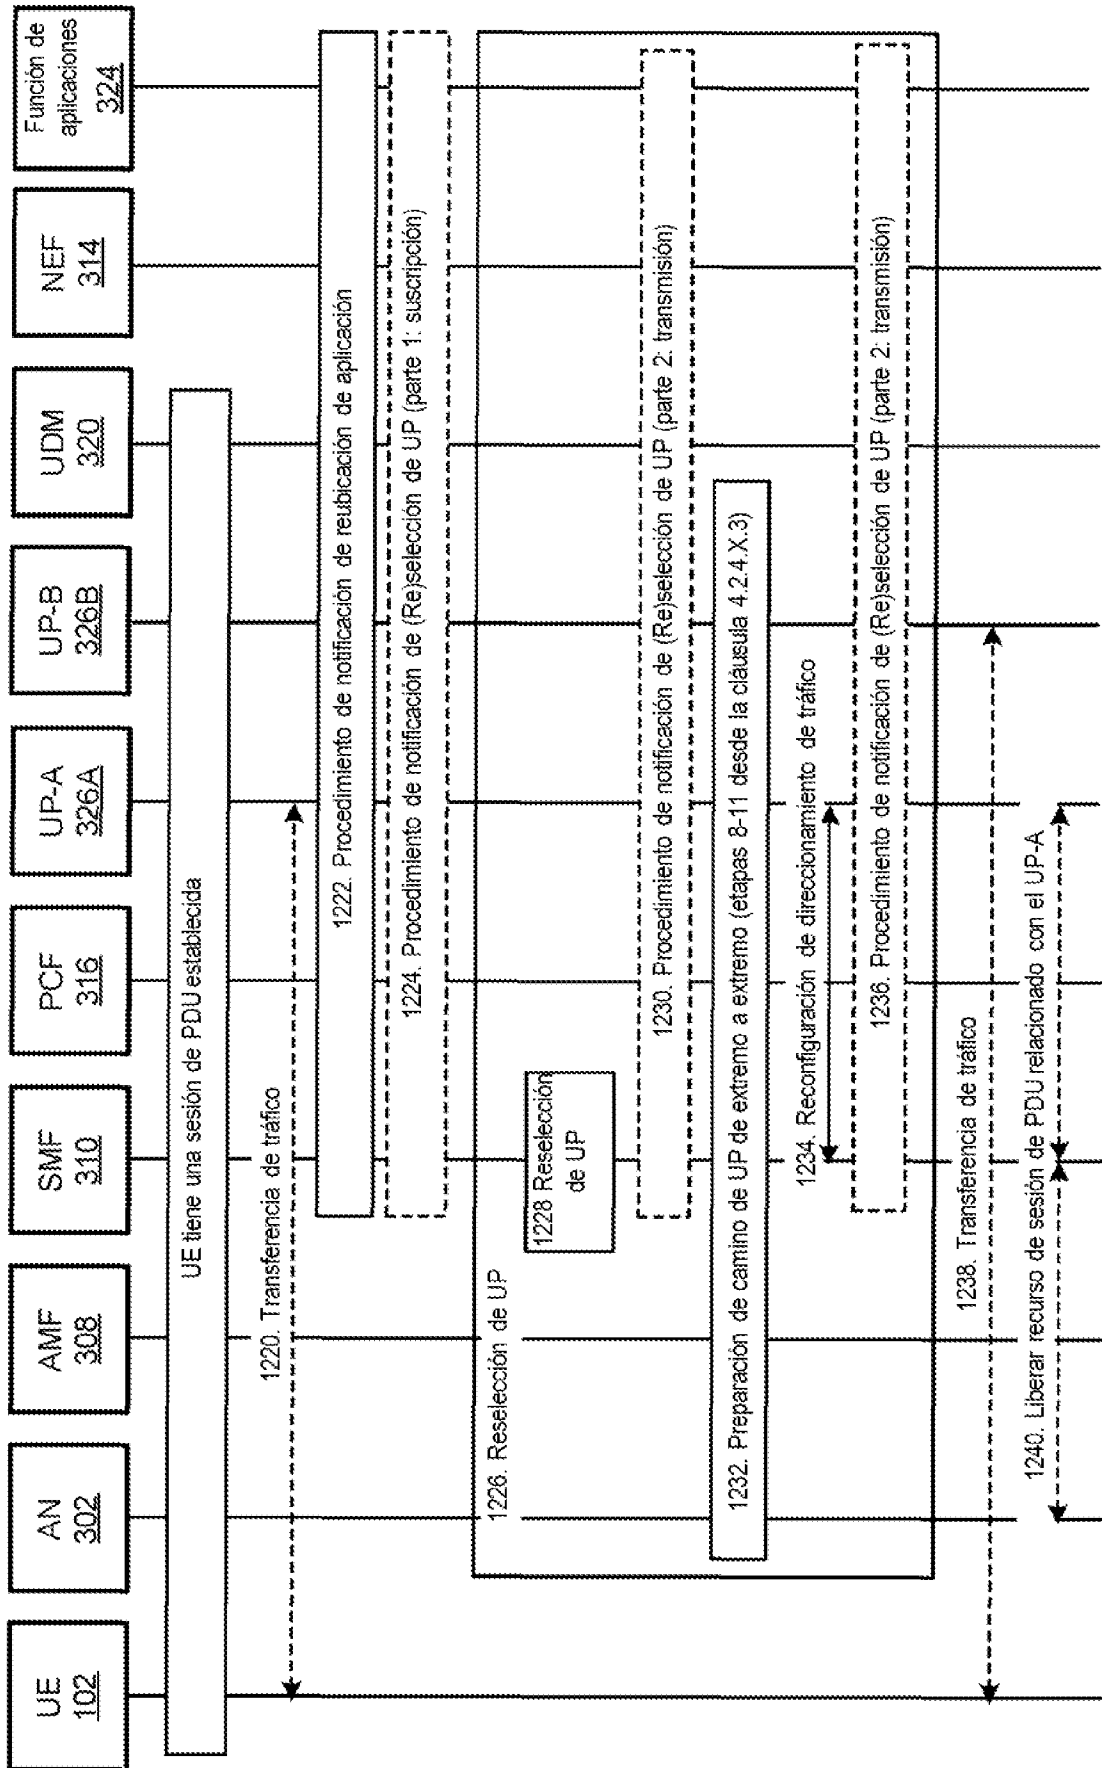 UE
102
AN
302
AMF
308
SMF
310
PCF
316
UP-A
326A
UP-B
326B
UDM
320
NEF
314
Función de
aplicaciones
324
UE tiene una sesión de PDU establecida
1220. Transferencia de tráfico
1222. Procedimiento de notificación de reubicación de aplicación
1224. Procedimiento de notificación de (Re)selección de UP (parte 1: suscripción)
1226. Reselección de UP
1228 Reselección
de UP
1230. Procedimiento de notificación de (Re)selección de UP (parte 2: transmisión)
1232. Preparación de camino de UP de extremo a extremo (etapas 8-11 desde la cláusula 4.2.4.X.3)
1234. Reconfiguración de direccionamiento de tráfico
1236. Procedimiento de notificación de (Re)selección de UP (parte 2: transmisión)
1238. Transferencia de tráfico
1240. Liberar recurso de sesión de PDU relacionado con el UP-A